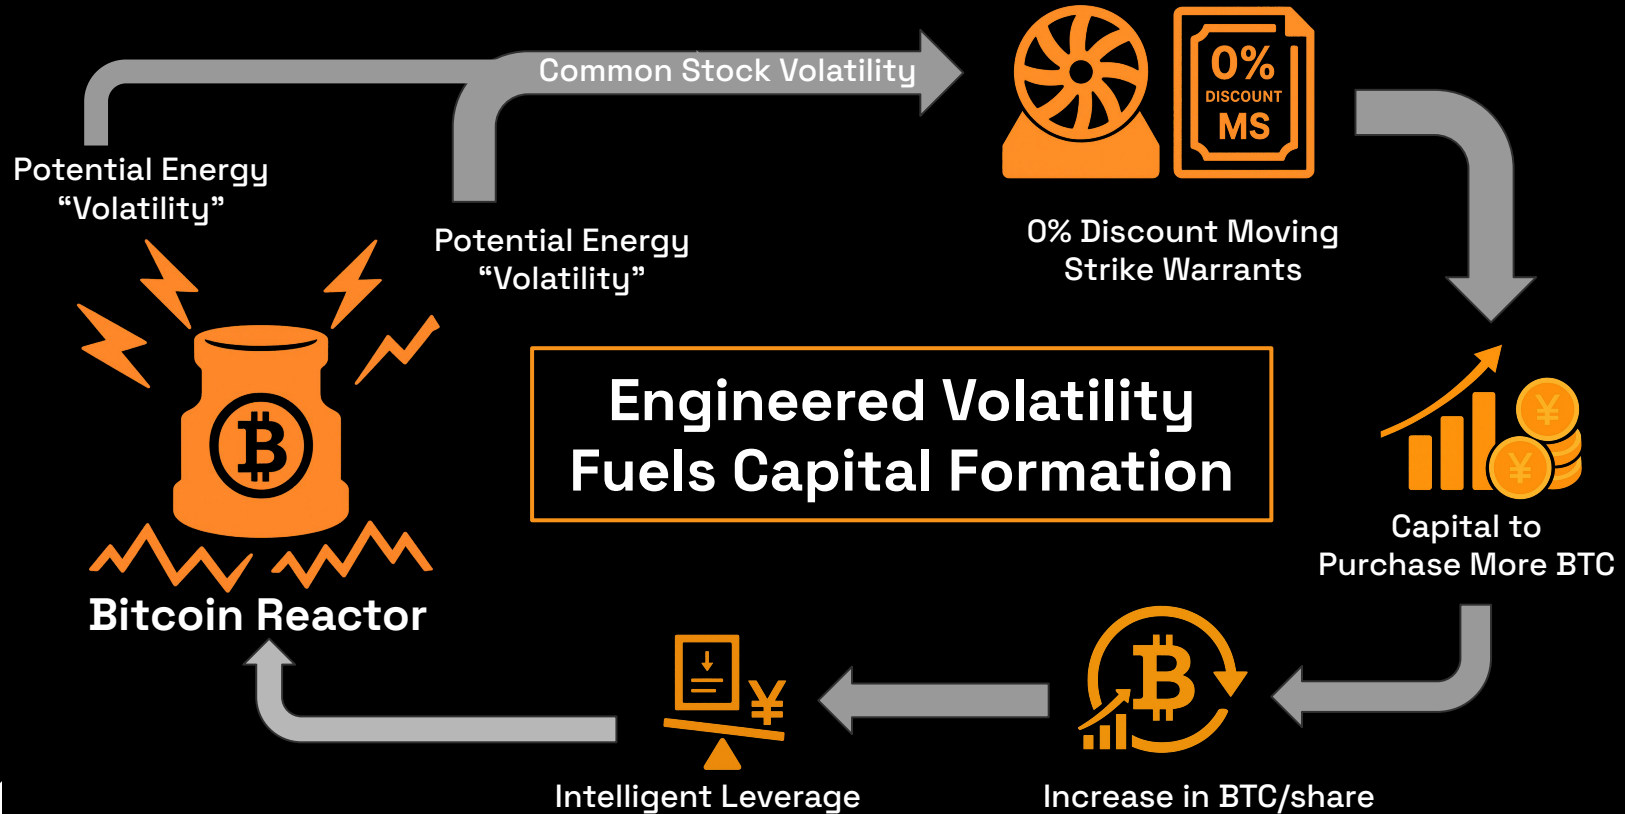 Common Stock Volatility
0%
DISCOUNT
MS
Potential Energy
“Volatility”
Potential Energy
“Volatility”
0% Discount Moving
Strike Warrants
Engineered Volatility
Fuels Capital Formation
₿
¥
¥
Capital to
Purchase More BTC
Bitcoin Reactor
₿
¥
Intelligent Leverage
Increase in BTC/share